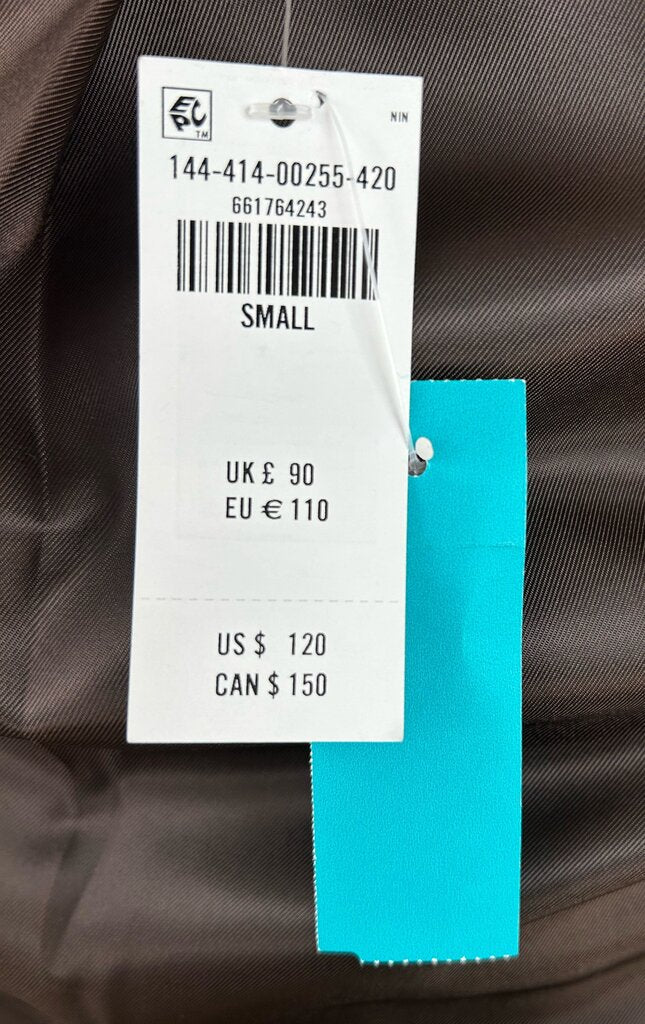 EPC
TM
NIN
144-414-00255-420
661764243
SMALL
UK £ 90
EU € 110
US $ 120
CAN $ 150